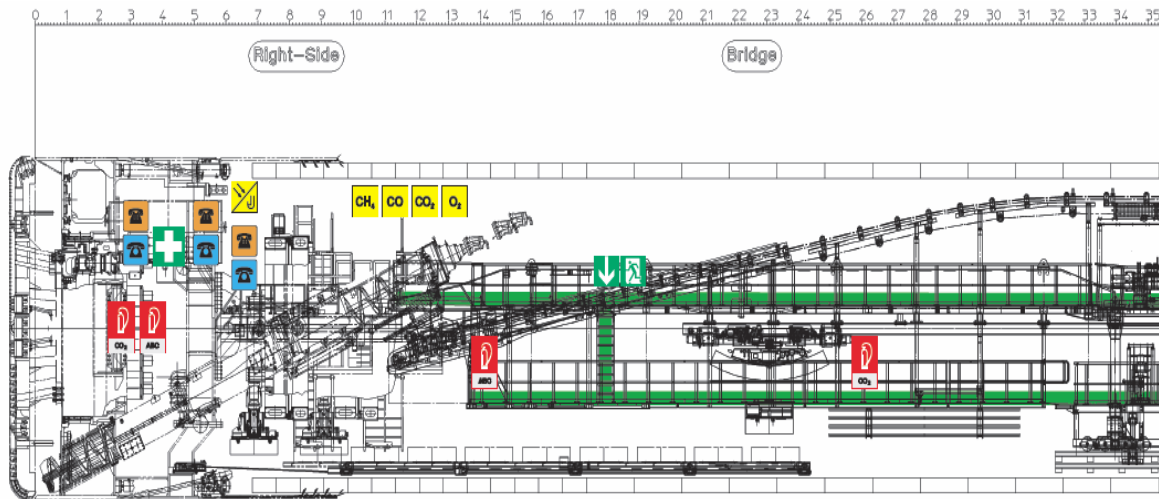 0 1 2 3 4 5 6 7 8 9 10 11 12 13 14 15 16 17 18 19 20 21 22 23 24 25 26 27 28 29 30 31 32 33 34 35
Right-Side Bridge
J
CH₄ CO CO₂ O₂
CO₂ ABC
ABC CO₂